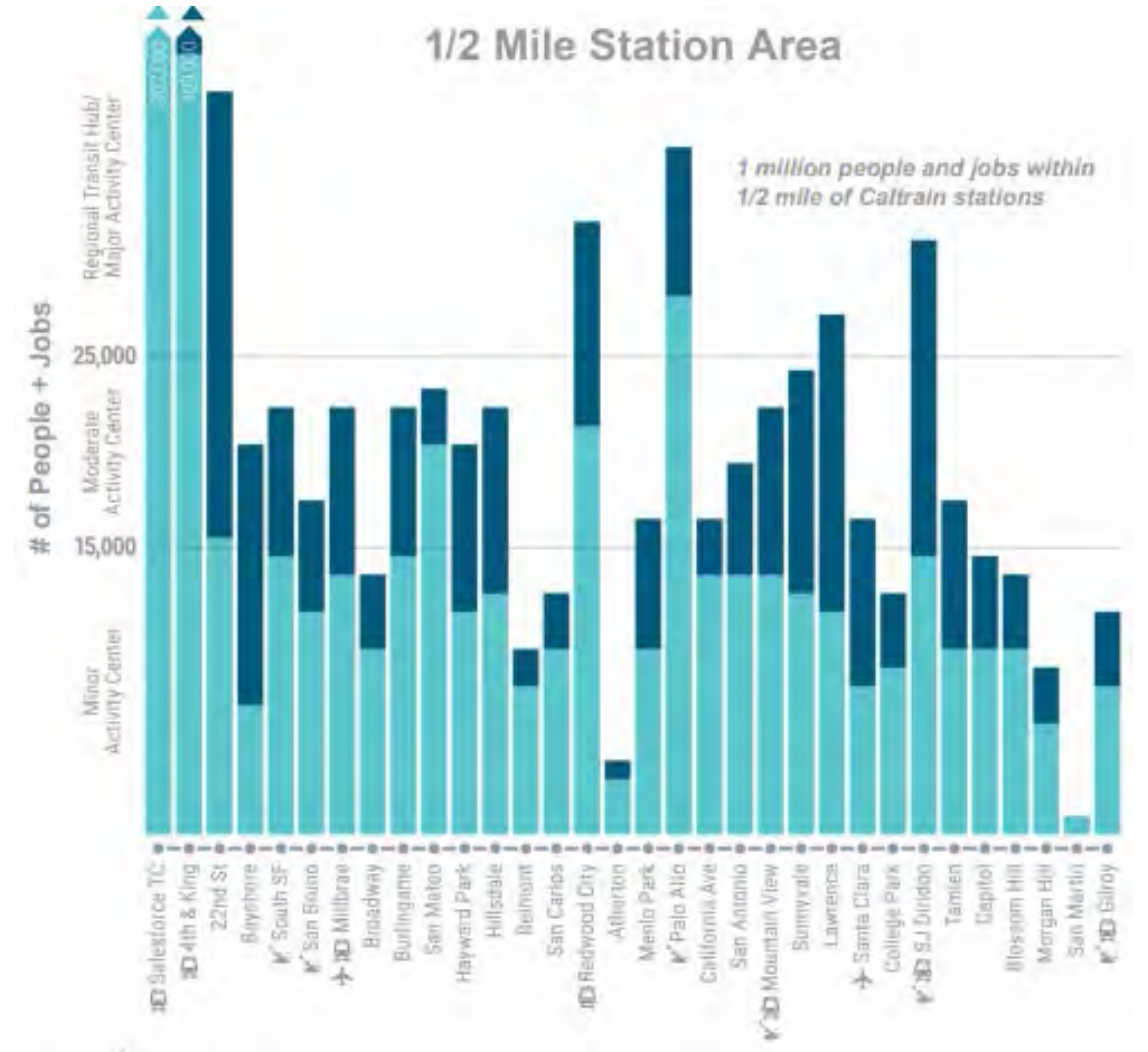 1/2 Mile Station Area
1 million people and jobs within
1/2 mile of Caltrain stations
# of People + Jobs
Regional Transit Hub/
Major Activity Center
25,000
Moderate
Activity Center
15,000
Minor
Activity Center
Salesforce TC
4th & King
22nd St
Bayshore
South SF
San Bruno
Millbrae
Broadway
Burlingame
San Mateo
Hayward Park
Hillsdale
Belmont
San Carlos
Redwood City
Atherton
Menlo Park
Palo Alto
California Ave
San Antonio
Mountain View
Sunnyvale
Lawrence
Santa Clara
College Park
SJ Diridon
Tamien
Capitol
Blossom Hill
Morgan Hill
San Martin
Gilroy